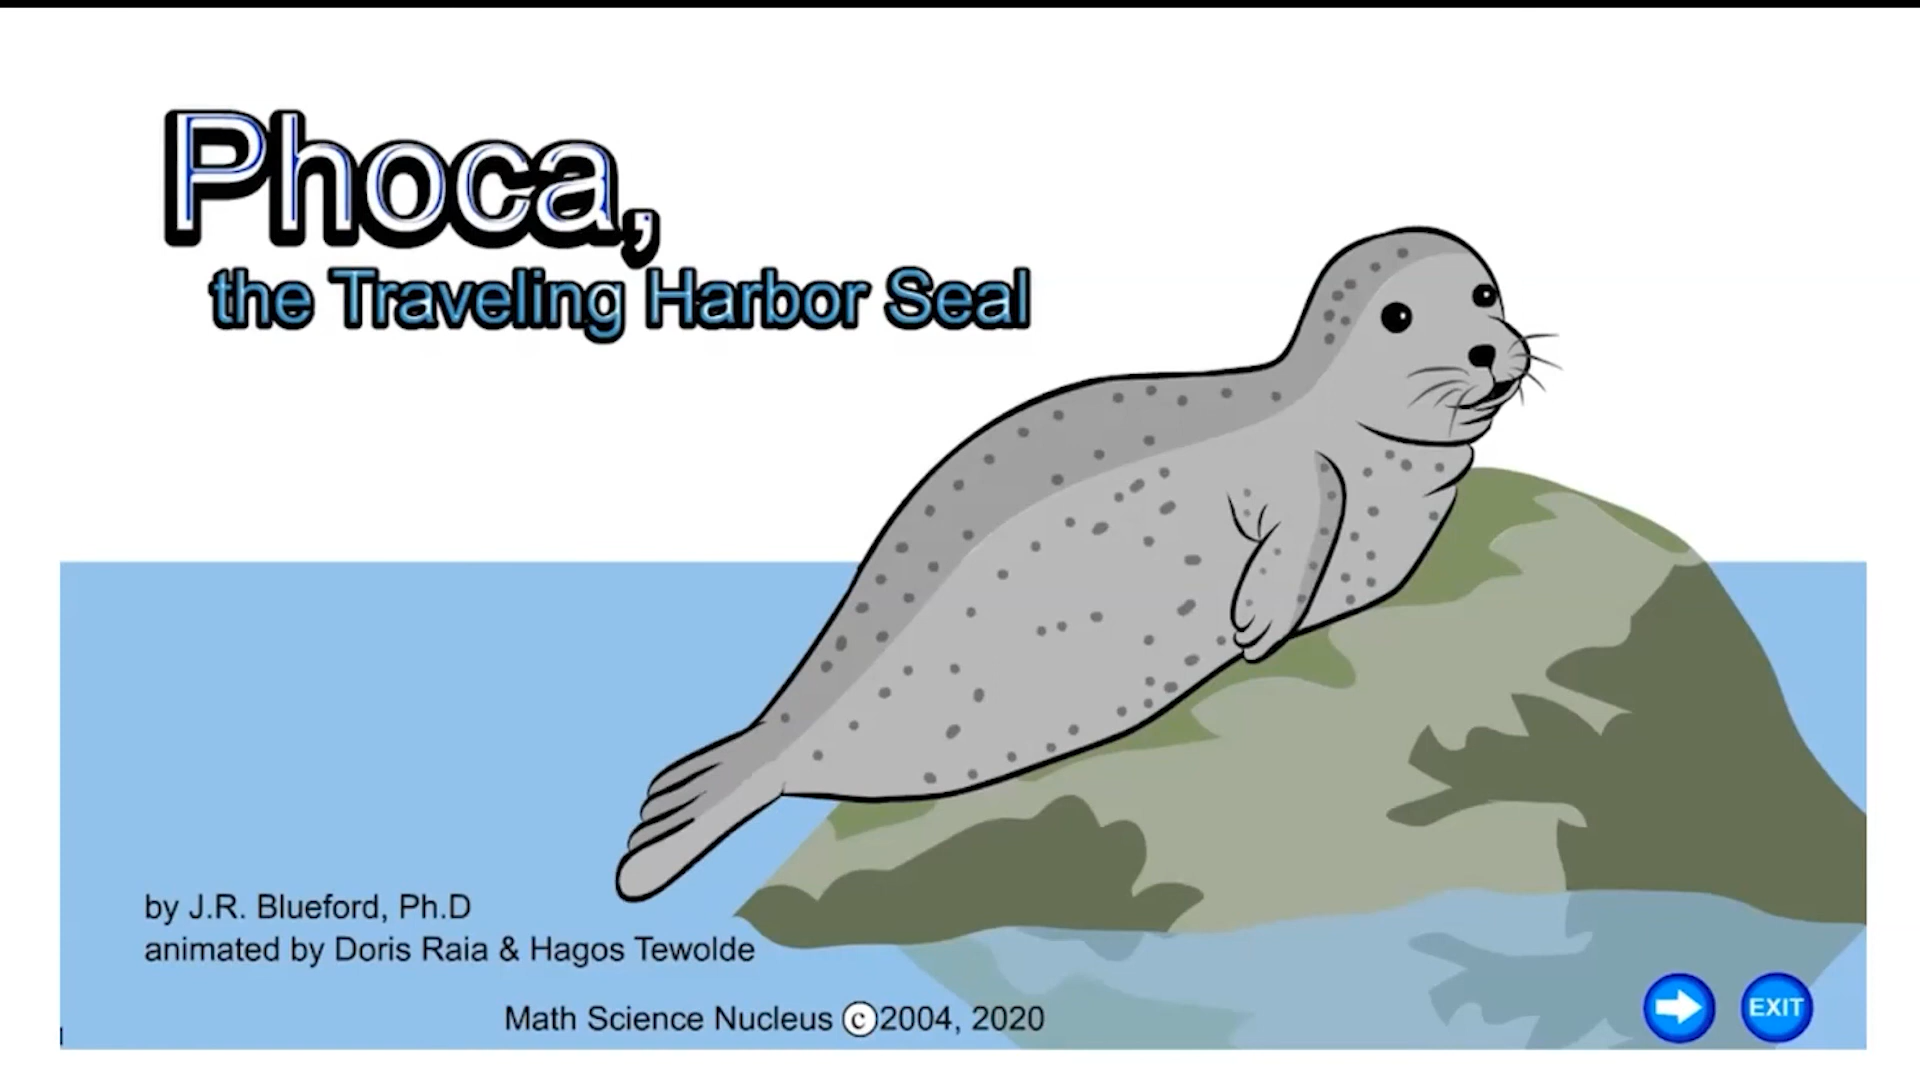 Phoca,
the Traveling Harbor Seal
by J.R. Blueford, Ph.D
animated by Doris Raia & Hagos Tewolde
Math Science Nucleus ©2004, 2020
EXIT